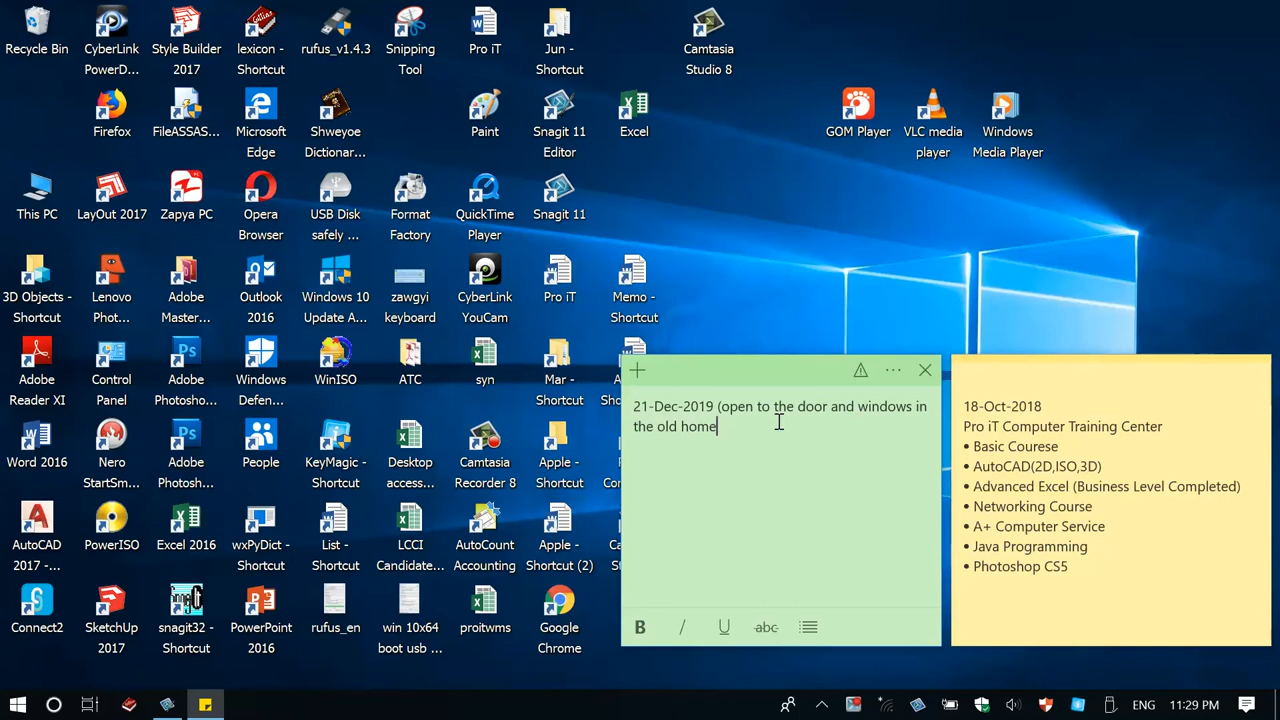 Recycle Bin
CyberLink
PowerD...
Style Builder
2017
lexicon -
Shortcut
rufus_v1.4.3
Snipping
Tool
Pro iT
Jun -
Shortcut
Camtasia
Studio 8
Firefox
FileASSAS...
Microsoft
Edge
Shweyoe
Dictionar...
Paint
Snagit 11
Editor
Excel
GOM Player
VLC media
player
Windows
Media Player
This PC
LayOut 2017
Zapya PC
Opera
Browser
USB Disk
safely ...
Format
Factory
QuickTime
Player
Snagit 11
3D Objects -
Shortcut
Lenovo
Phot...
Adobe
Master...
Outlook
2016
Windows 10
Update A...
zawgyi
keyboard
CyberLink
YouCam
Pro iT
Memo -
Shortcut
Adobe
Reader XI
Control
Panel
Adobe
Photosho...
Windows
Defen...
WinISO
ATC
syn
Mar -
Shortcut
Word 2016
Nero
StartSm...
Adobe
Photosh...
People
KeyMagic -
Shortcut
Desktop
access...
Camtasia
Recorder 8
Apple -
Shortcut
AutoCAD
2017 -...
PowerISO
Excel 2016
wxPyDict -
Shortcut
List -
Shortcut
LCCI
Candidate...
AutoCount
Accounting
Apple -
Shortcut (2)
Connect2
SketchUp
2017
snagit32 -
Shortcut
PowerPoint
2016
rufus_en
win 10x64
boot usb ...
proitwms
Google
Chrome
21-Dec-2019 (open to the door and windows in
the old home
B / U abc
18-Oct-2018
Pro iT Computer Training Center
• Basic Courese
• AutoCAD(2D,ISO,3D)
• Advanced Excel (Business Level Completed)
• Networking Course
• A+ Computer Service
• Java Programming
• Photoshop CS5
ENG
11:29 PM